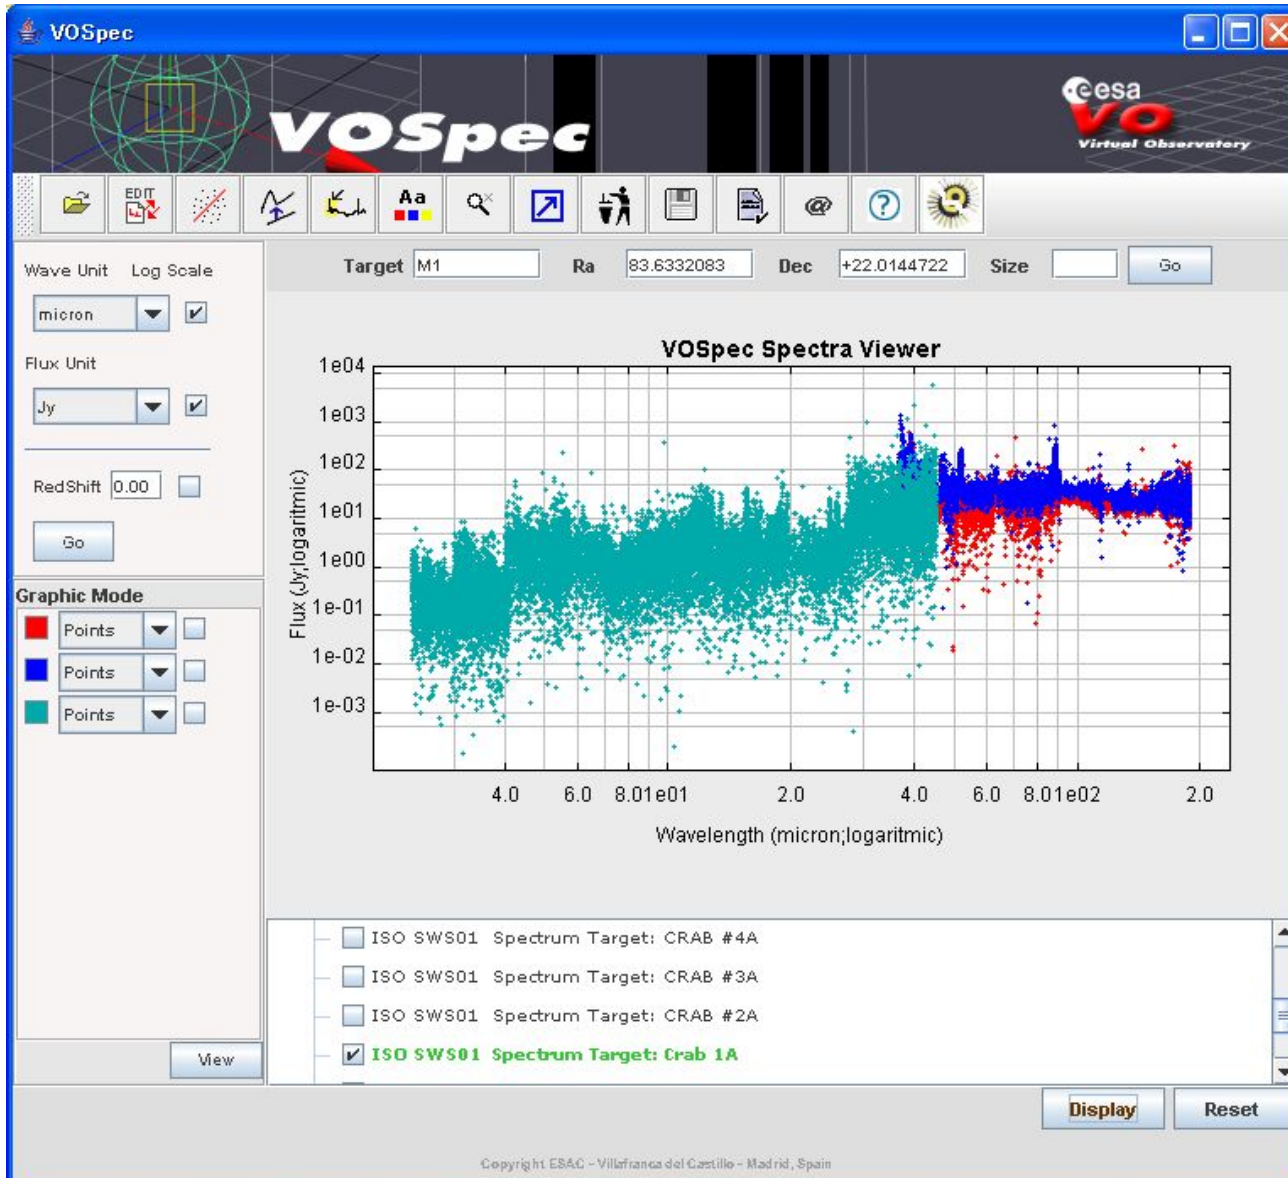 VOSpec
VOSpec
esa
VO
Virtual Observatory
EDIT
Aa
@
?
Wave Unit Log Scale
micron
Flux Unit
Jy
RedShift 0.00
Go
Graphic Mode
Points
Points
Points
View
Target M1 Ra 83.6332083 Dec +22.0144722 Size Go
VOSpec Spectra Viewer
Flux (Jy;logaritmic)
1e04
1e03
1e02
1e01
1e00
1e-01
1e-02
1e-03
4.0 6.0 8.01e01 2.0 4.0 6.0 8.01e02 2.0
Wavelength (micron;logaritmic)
ISO SWS01 Spectrum Target: CRAB #4A
ISO SWS01 Spectrum Target: CRAB #3A
ISO SWS01 Spectrum Target: CRAB #2A
ISO SWS01 Spectrum Target: Crab 1A
Display Reset
Copyright ESAC - Villafranca del Castillo - Madrid, Spain